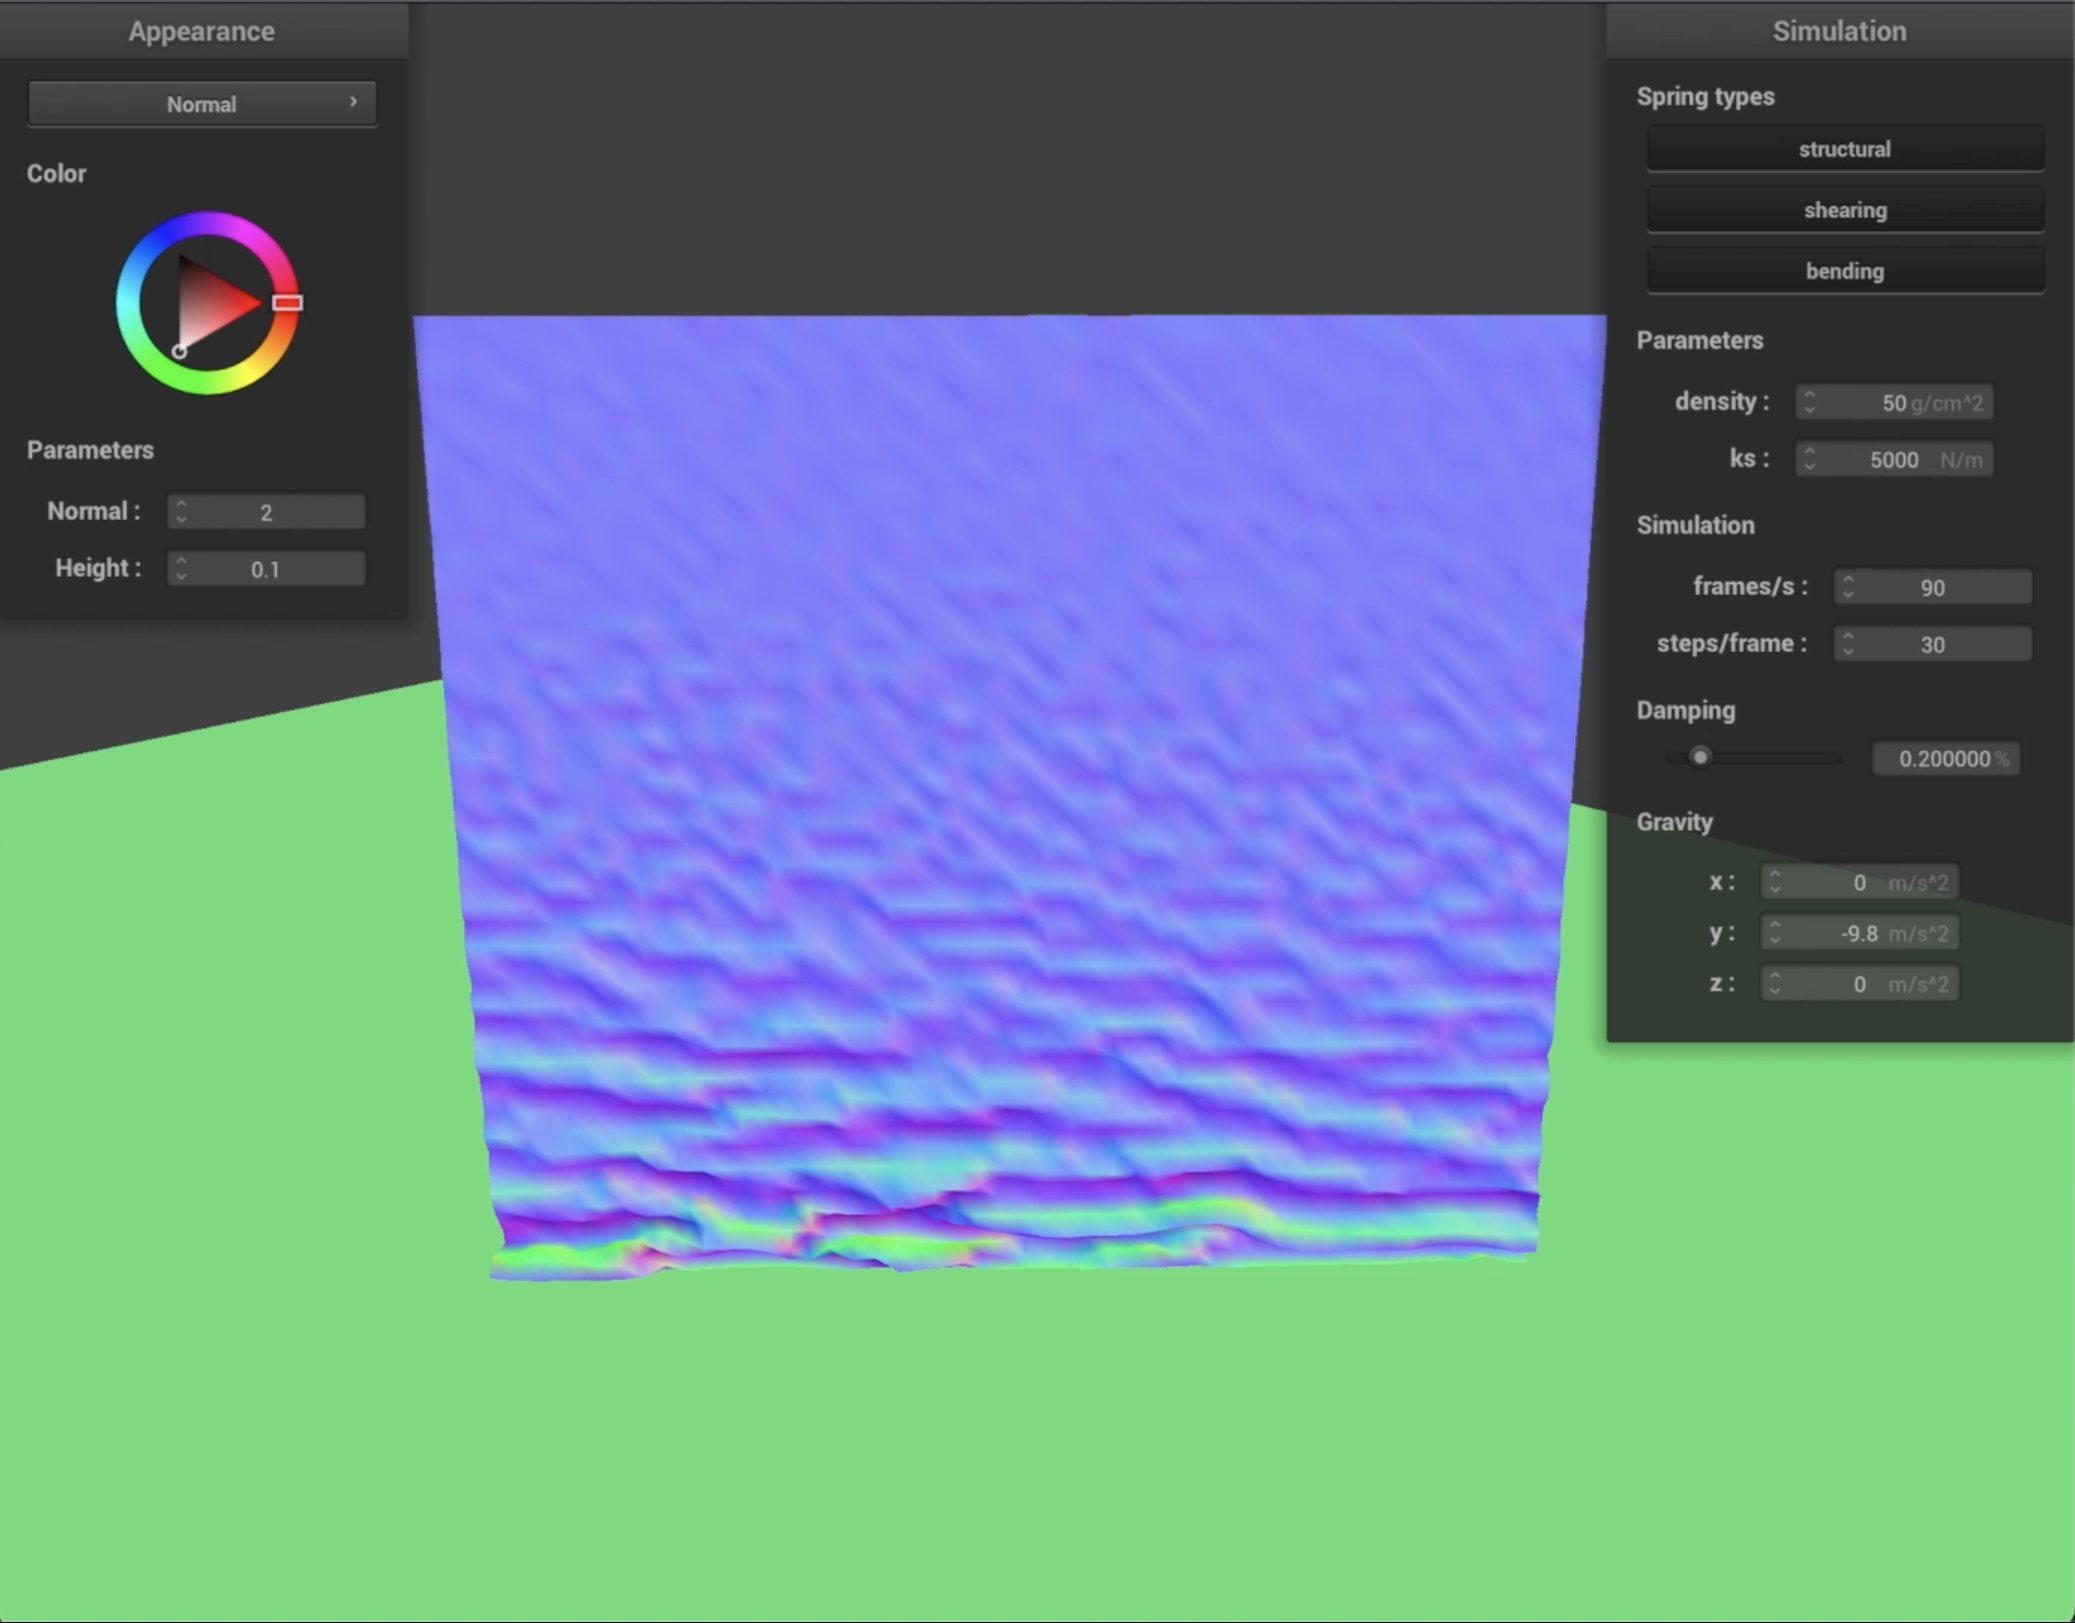 Appearance
Normal
Color
Parameters
Normal : 2
Height : 0.1
Simulation
Spring types
structural
shearing
bending
Parameters
density : 50 g/cm^2
ks : 5000 N/m
Simulation
frames/s : 90
steps/frame : 30
Damping
0.200000 %
Gravity
x : 0 m/s^2
y : -9.8 m/s^2
z : 0 m/s^2